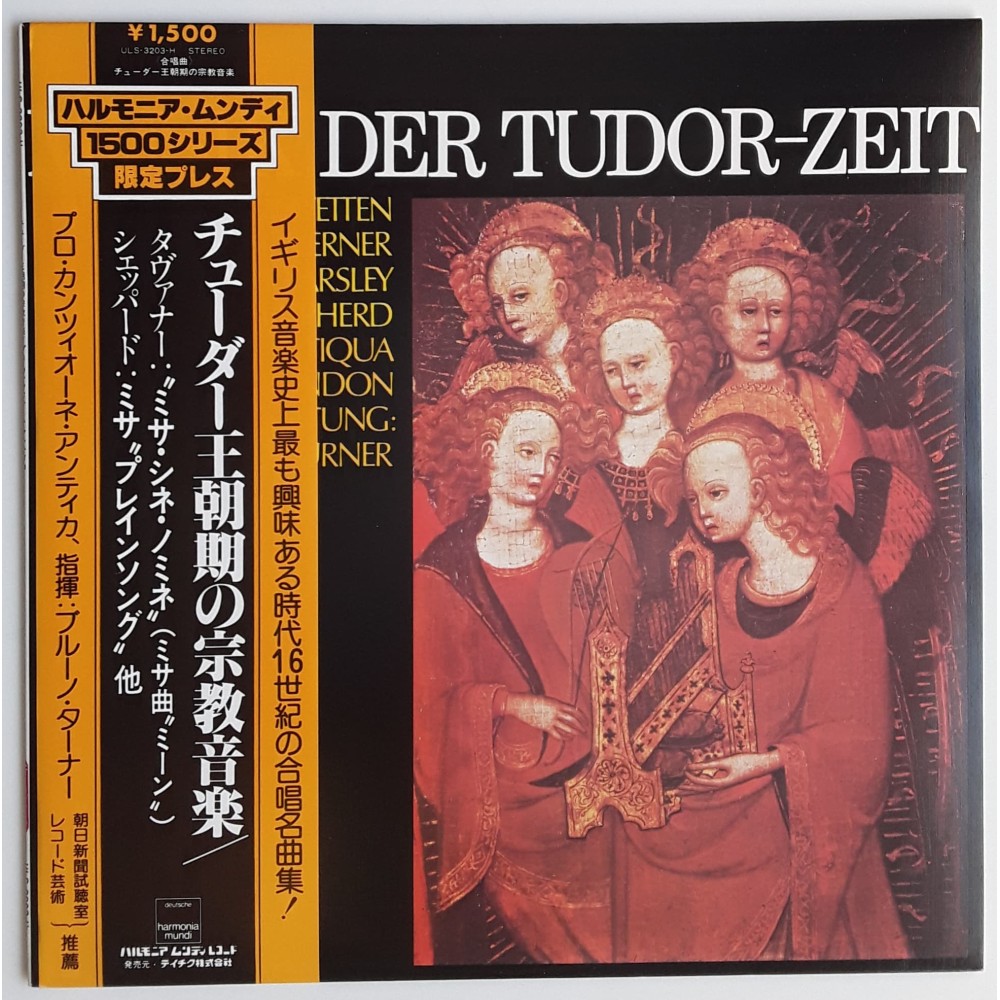 ¥1,500
ULS-3203-H STEREO
(合唱曲)
チューダー王朝期の宗教音楽
ハルモニア・ムンディ
1500シリーズ
限定プレス
イギリス音楽史上最も興味ある時代16世紀の合唱名曲集!
チューダー王朝期の宗教音楽/
タヴァナー:〝ミサ・シネ・ノミネ〟(ミサ曲〝ミーン〟)
シェッパード:ミサ〝プレインソング〟他
プロ・カンツィオーネ・アンティカ、指揮:ブルーノ・ターナー
朝日新聞試聴室
レコード芸術
推薦
deutsche
harmonia
mundi
ハルモニア ムンディ レコード
発売元・テイチク株式会社
DER TUDOR-ZEIT
ETTEN
ERNER
ARSLEY
HERD
TIQUA
NDON
TUNG:
URNER